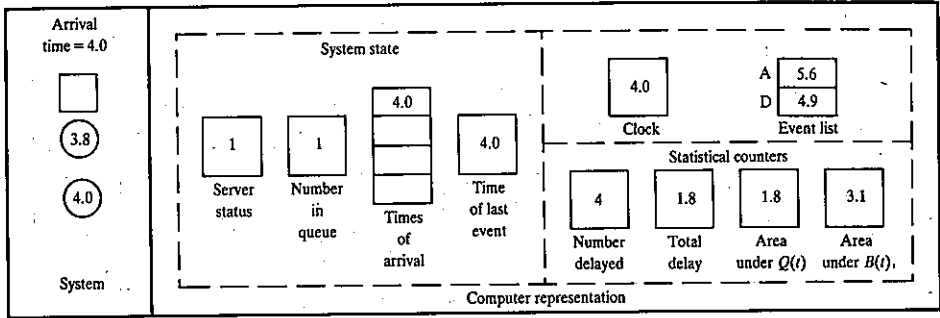 Arrival
time = 4.0
3.8
4.0
System
System state
1
Server
status
1
Number
in
queue
4.0
Times
of
arrival
4.0
Time
of last
event
4.0
Clock
A 5.6
D 4.9
Event list
Statistical counters
4
Number
delayed
1.8
Total
delay
1.8
Area
under Q(t)
3.1
Area
under B(t),
Computer representation